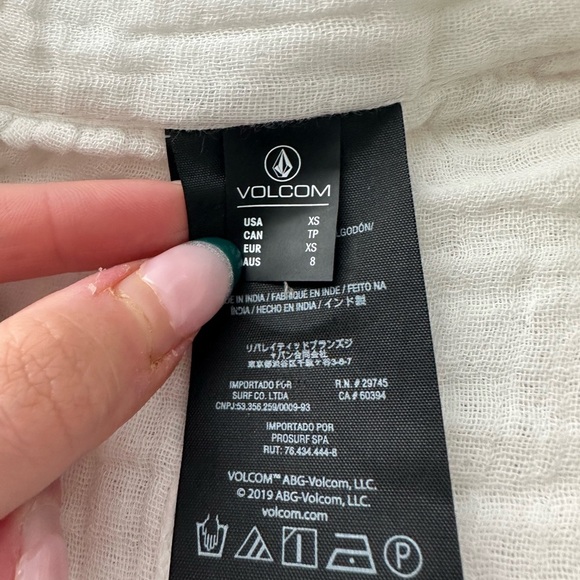 VOLCOM
USA XS
CAN TP
EUR XS
AUS 8
ALGODÓN/
IN INDIA / FABRIQUÉ EN INDE / FEITO NA
ÍNDIA / HECHO EN INDIA / インド製
リバレイティッドブランズジ
ャパン合同会社
IMPORTADO POR
SURF CO. LTDA
CNPJ: 53.356.259/0009-93
R.N. # 29745
CA # 60394
IMPORTADO POR
PROSURF SPA
RUT: 76.434.444-8
VOLCOM™ ABG-Volcom, LLC.
© 2019 ABG-Volcom, LLC.
volcom.com
P